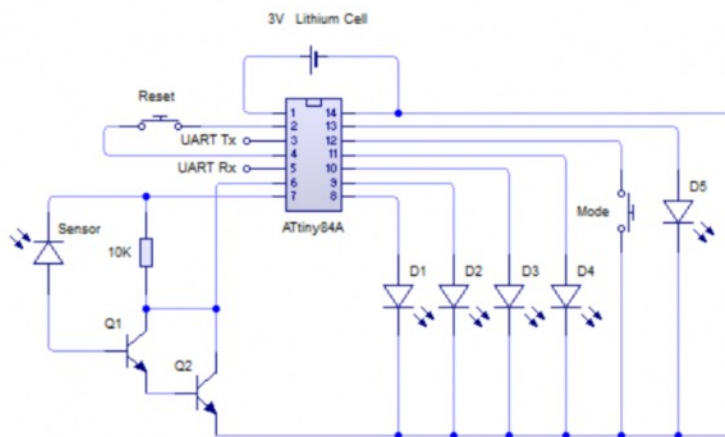 3V Lithium Cell
Reset
1 14
2 13
UART Tx 3 12
4 11
UART Rx 5 10
6 9
7 8
ATtiny84A
Sensor
10K
Mode
D5
D1 D2 D3 D4
Q1
Q2